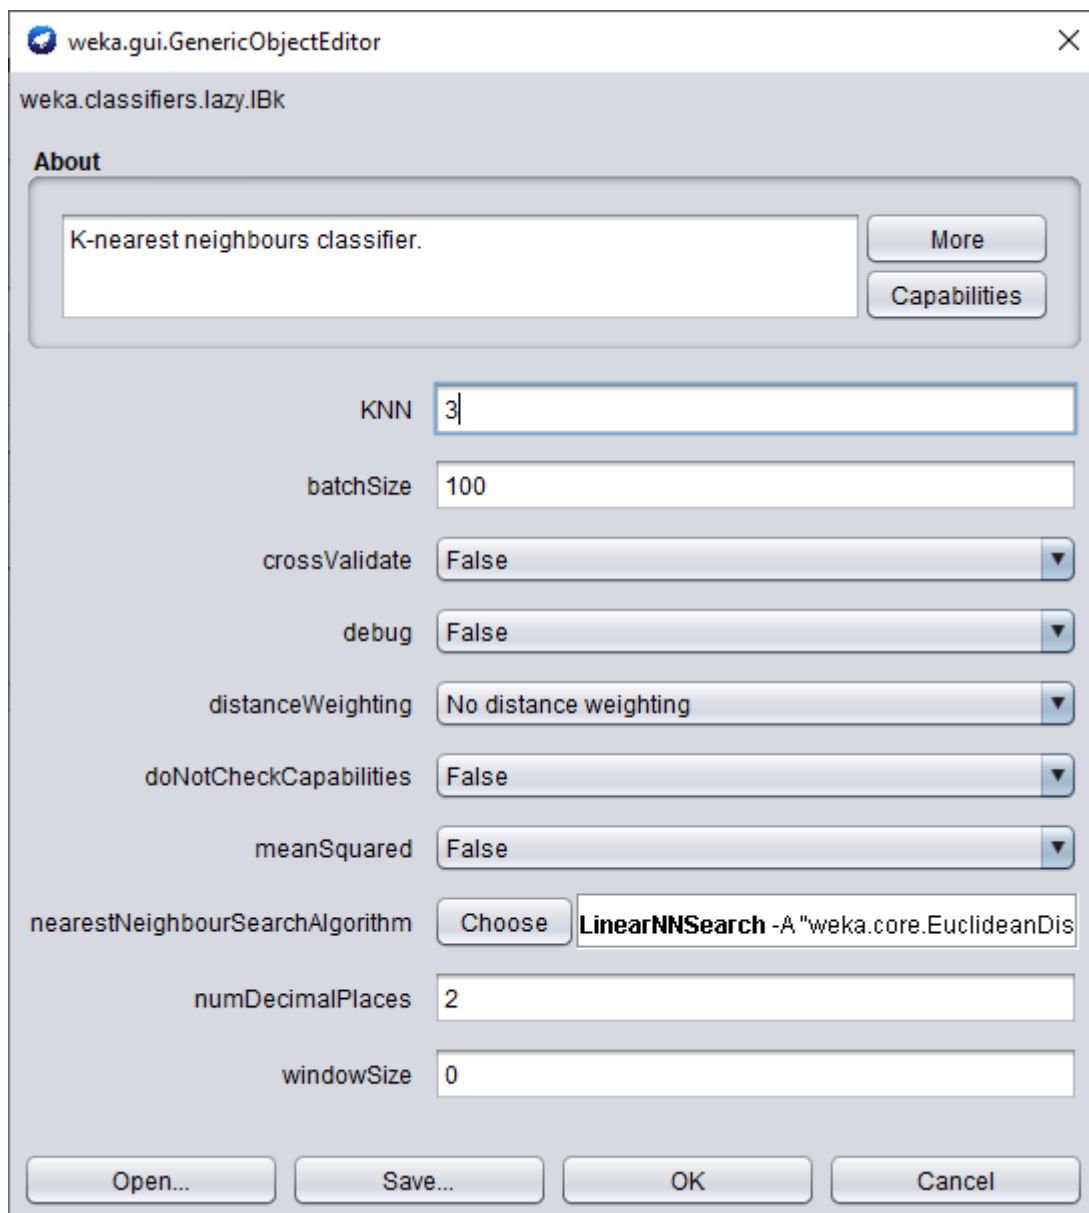 weka.gui.GenericObjectEditor
weka.classifiers.lazy.IBk
About
K-nearest neighbours classifier.
More
Capabilities
KNN 3
batchSize 100
crossValidate False
debug False
distanceWeighting No distance weighting
doNotCheckCapabilities False
meanSquared False
nearestNeighbourSearchAlgorithm Choose LinearNNSearch -A "weka.core.EuclideanDis
numDecimalPlaces 2
windowSize 0
Open... Save... OK Cancel